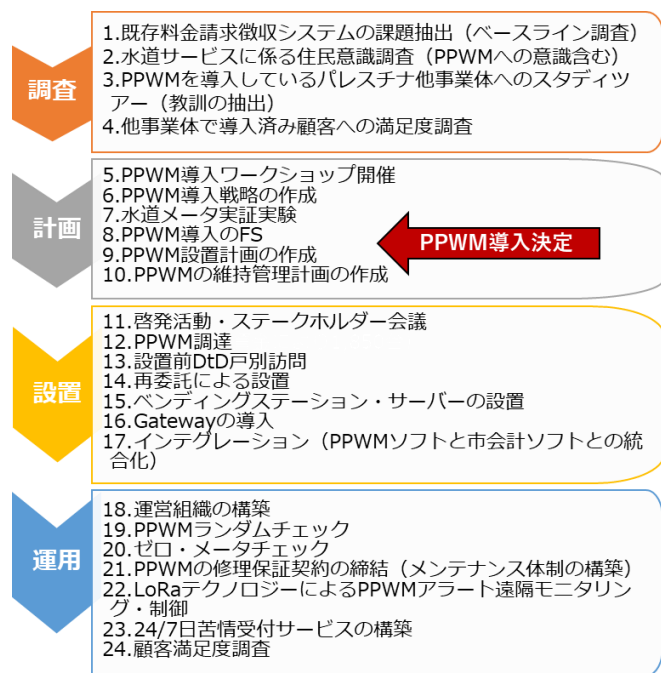 調査
1.既存料金請求徴収システムの課題抽出（ベースライン調査）
2.水道サービスに係る住民意識調査（PPWMへの意識含む）
3.PPWMを導入しているパレスチナ他事業体へのスタディツ
アー（教訓の抽出）
4.他事業体で導入済み顧客への満足度調査
計画
5.PPWM導入ワークショップ開催
6.PPWM導入戦略の作成
7.水道メータ実証実験
8.PPWM導入のFS
9.PPWM設置計画の作成
10.PPWMの維持管理計画の作成
PPWM導入決定
設置
11.啓発活動・ステークホルダー会議
12.PPWM調達
13.設置前DtD戸別訪問
14.再委託による設置
15.ベンディングステーション・サーバーの設置
16.Gatewayの導入
17.インテグレーション（PPWMソフトと市会計ソフトとの統
合化）
運用
18.運営組織の構築
19.PPWMランダムチェック
20.ゼロ・メータチェック
21.PPWMの修理保証契約の締結（メンテナンス体制の構築）
22.LoRaテクノロジーによるPPWMアラート遠隔モニタリン
グ・制御
23.24/7日苦情受付サービスの構築
24.顧客満足度調査